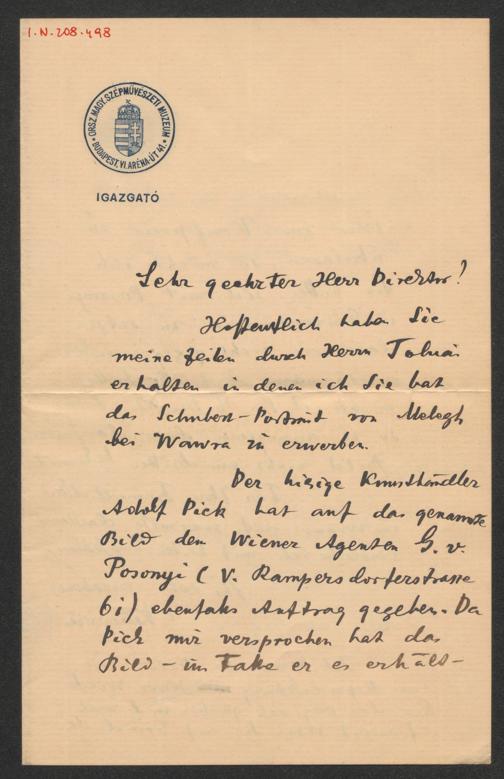 I.N.208.498
ORSZ. MAGY. SZÉPMŰVÉSZETI MUZEUM
BUDAPEST, VI. ARÉNA-ÚT 41.
IGAZGATÓ
Sehr geehrter Herr Direktor!
Hoffentlich haben Sie
meine Zeilen durch Herrn
erhalten in denen ich Sie bat
das Schubert-Portrait von Melegh
bei Wawra zu erwerben.
Der hiesige Kunsthändler
Adolf Pick hat auf das genannte
Bild dem Wiener Agenten G. v.
Posonyi (V. Rampersdorferstrasse
6i) ebenfalls Auftrag gegeben. Da
Pick mir versprochen hat das
Bild – im Falle er es erhält –